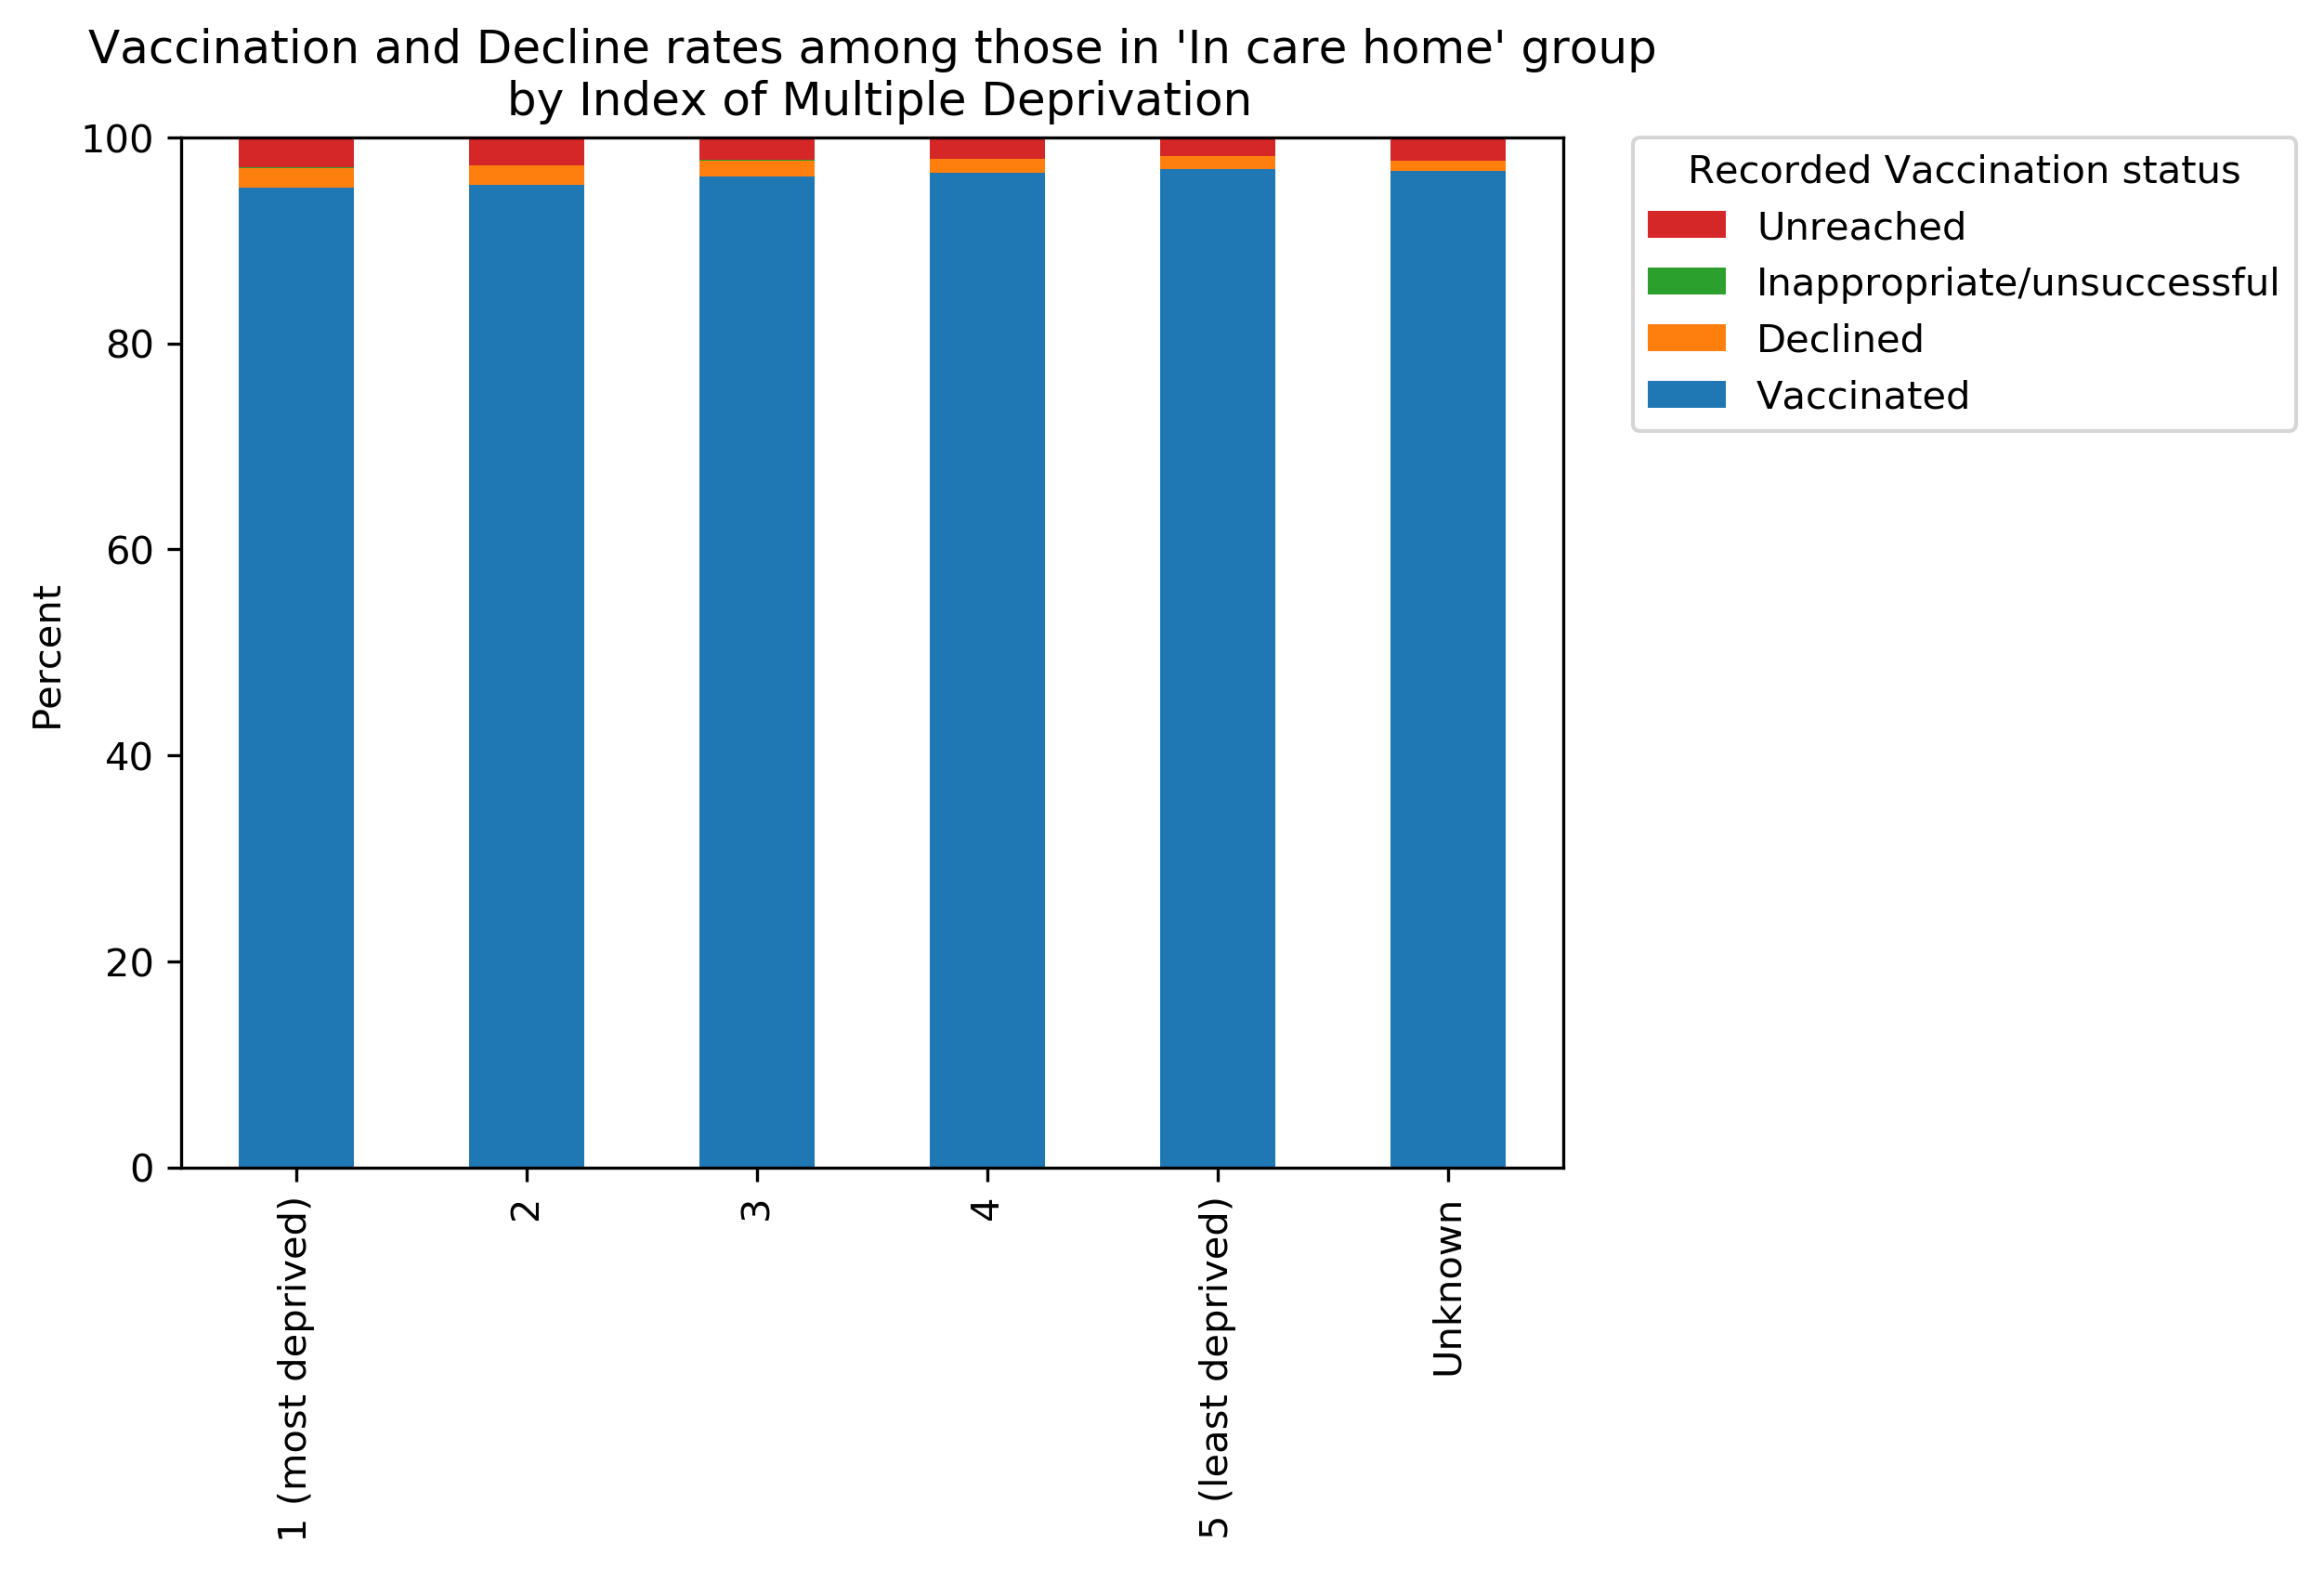 Vaccination and Decline rates among those in 'In care home' group
by Index of Multiple Deprivation
100
80
60
40
20
0
Percent
1 (most deprived)
2
3
4
5 (least deprived)
Unknown
Recorded Vaccination status
Unreached
Inappropriate/unsuccessful
Declined
Vaccinated